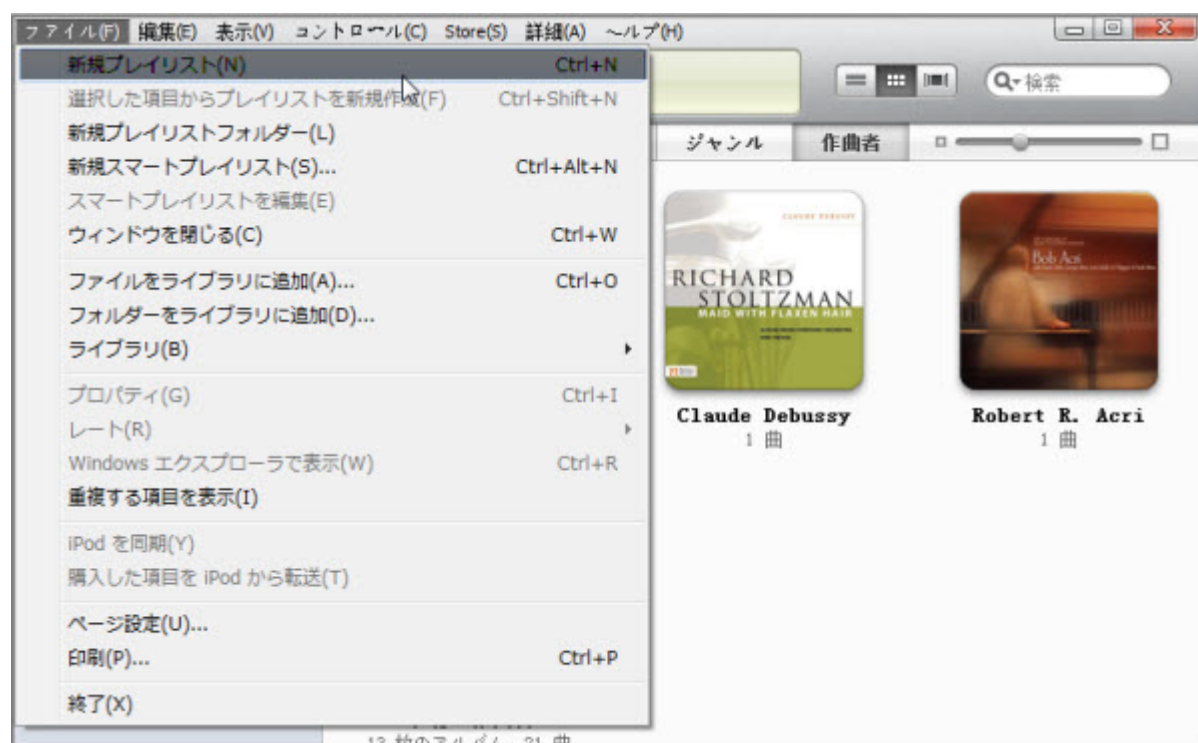 ファイル(F) 編集(E) 表示(V) コントロール(C) Store(S) 詳細(A) ヘルプ(H)
検索
新規プレイリスト(N) Ctrl+N
選択した項目からプレイリストを新規作成(F) Ctrl+Shift+N
新規プレイリストフォルダー(L)
新規スマートプレイリスト(S)... Ctrl+Alt+N
スマートプレイリストを編集(E)
ウィンドウを閉じる(C) Ctrl+W
ファイルをライブラリに追加(A)... Ctrl+O
フォルダーをライブラリに追加(D)...
ライブラリ(B)
プロパティ(G) Ctrl+I
レート(R)
Windows エクスプローラで表示(W) Ctrl+R
重複する項目を表示(I)
iPod を同期(Y)
購入した項目を iPod から転送(T)
ページ設定(U)...
印刷(P)... Ctrl+P
終了(X)
ジャンル 作曲者
CLAUDE DEBUSSY
RICHARD
STOLTZMAN
MAID WITH FLAXEN HAIR
Claude Debussy
1 曲
Bob Acri
Robert R. Acri
1 曲